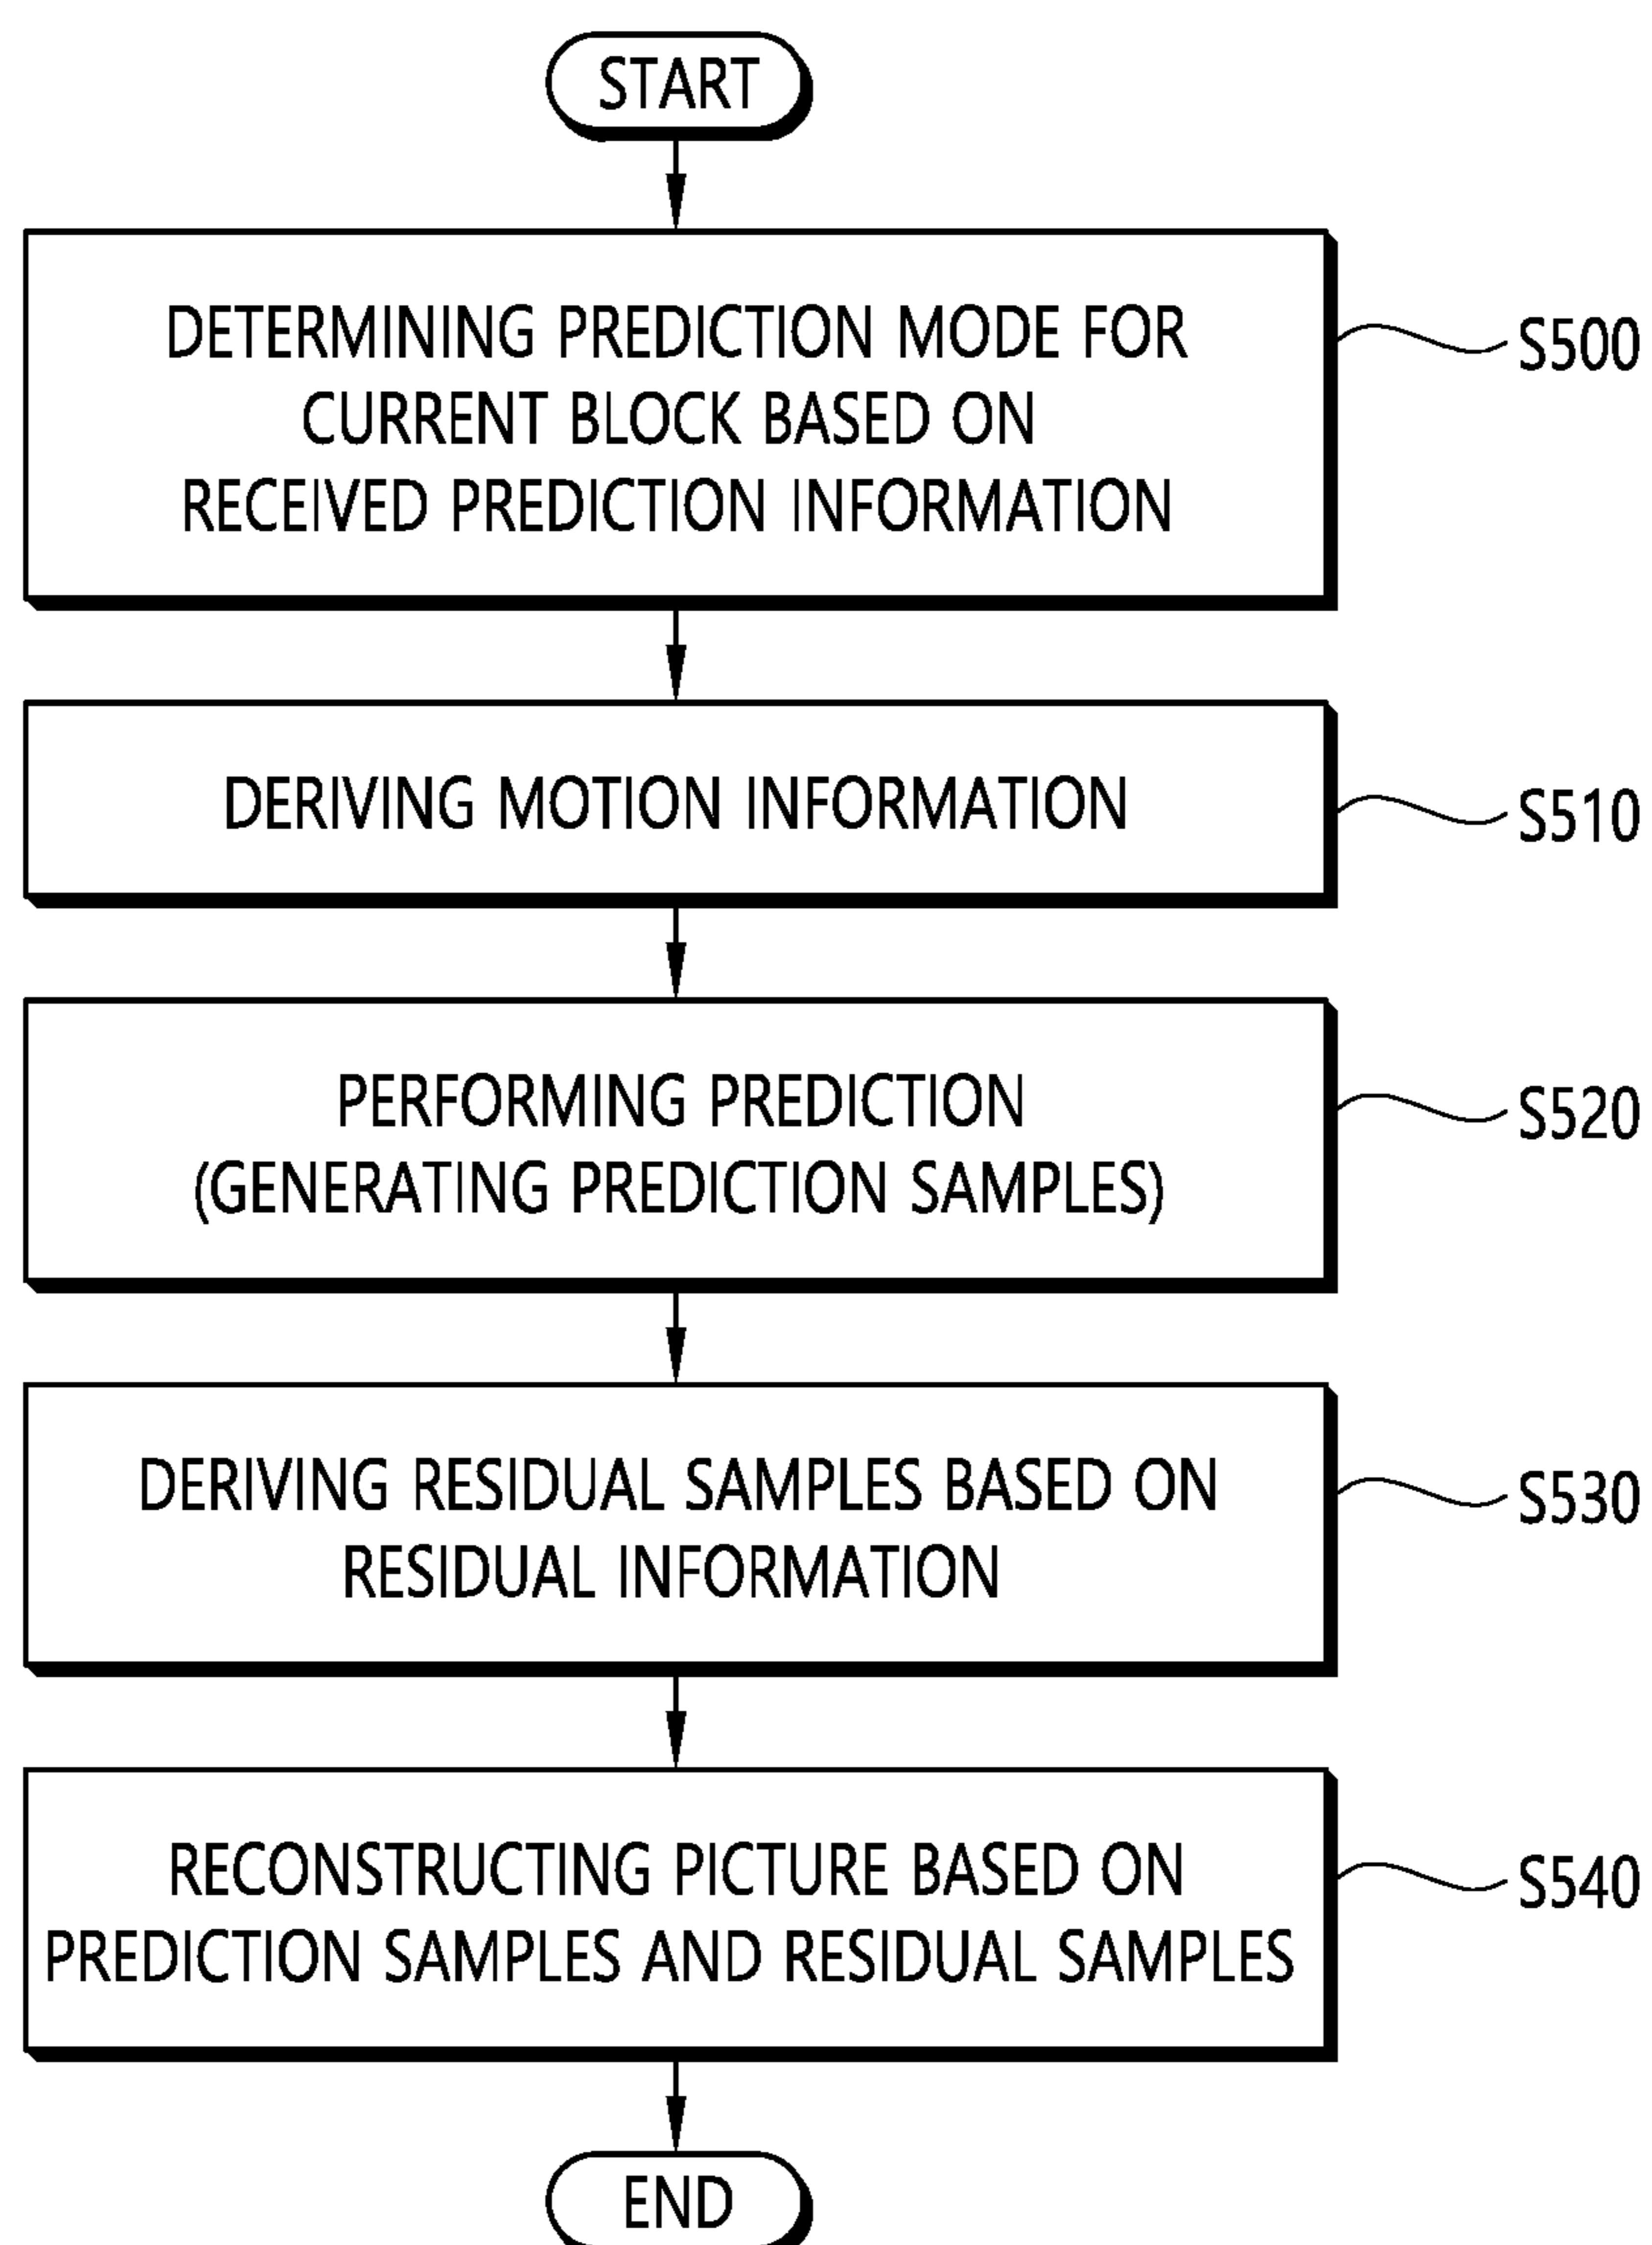 START
DETERMINING PREDICTION MODE FOR
CURRENT BLOCK BASED ON
RECEIVED PREDICTION INFORMATION
S500
DERIVING MOTION INFORMATION
S510
PERFORMING PREDICTION
(GENERATING PREDICTION SAMPLES)
S520
DERIVING RESIDUAL SAMPLES BASED ON
RESIDUAL INFORMATION
S530
RECONSTRUCTING PICTURE BASED ON
PREDICTION SAMPLES AND RESIDUAL SAMPLES
S540
END